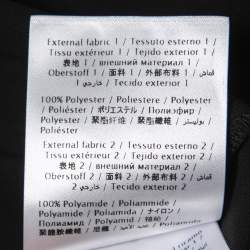 External fabric 1 / Tessuto esterno 1 /
Tissu extérieur 1 / Tejido exterior 1 /
表地 1 / внешний материал 1 /
Oberstoff 1 / 面料 1 / 外部布料 1 /
قماش خارجي 1 / Tecido exterior 1
100% Polyester / Poliestere / Polyester /
Polyester / ポリエステル / Полиэфир /
Polyester / 聚酯纤维 / 聚酯纖維 / بوليستر /
Poliéster
External fabric 2 / Tessuto esterno 2 /
Tissu extérieur 2 / Tejido exterior 2 /
表地 2 / внешний материал 2 /
Oberstoff 2 / 面料 2 / 外部布料 2 /
قماش خارجي 2 / Tecido exterior 2
100% Polyamide / Poliammide /
Polyamide / Poliamida / ナイロン /
Полиамид / Polyamid / 锦纶 /
聚醯胺纖維 / Poliamida